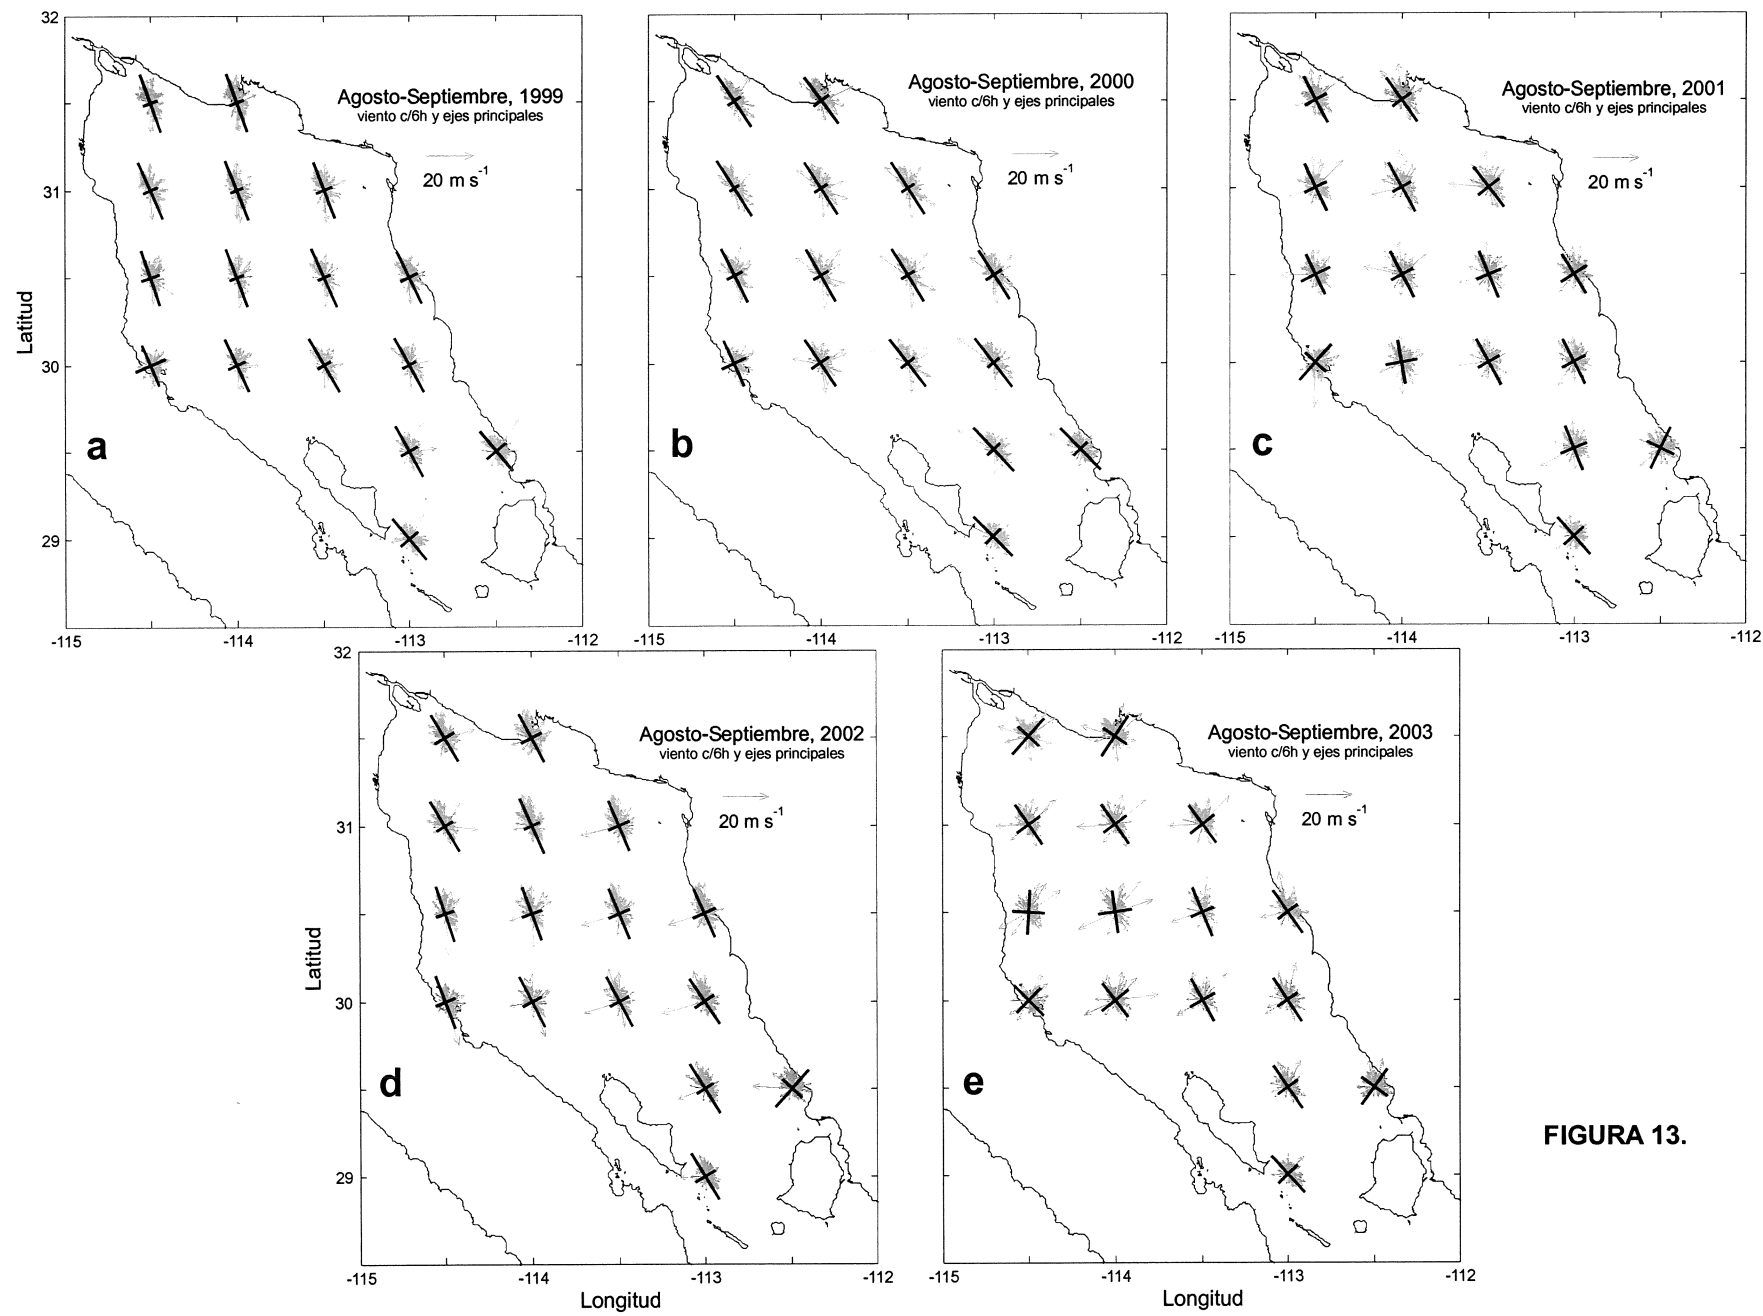 32
31
30
29
Latitud
Agosto-Septiembre, 1999
viento c/6h y ejes principales
20 m s-1
a
-115
-114
-113
-112
Agosto-Septiembre, 2000
viento c/6h y ejes principales
20 m s-1
b
-115
-114
-113
-112
Agosto-Septiembre, 2001
viento c/6h y ejes principales
20 m s-1
c
-115
-114
-113
-112
32
31
30
29
Latitud
Agosto-Septiembre, 2002
viento c/6h y ejes principales
20 m s-1
d
-115
-114
-113
-112
Longitud
Agosto-Septiembre, 2003
viento c/6h y ejes principales
20 m s-1
e
-115
-114
-113
-112
Longitud
FIGURA 13.